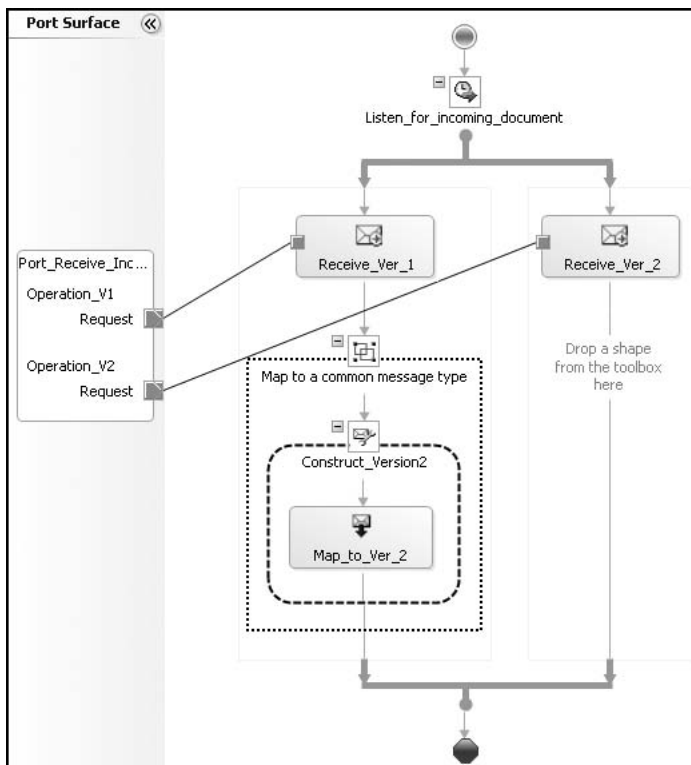 Port Surface
Listen_for_incoming_document
Port_Receive_Inc...
Operation_V1
Request
Operation_V2
Request
Receive_Ver_1
Receive_Ver_2
Map to a common message type
Drop a shape
from the toolbox
here
Construct_Version2
Map_to_Ver_2